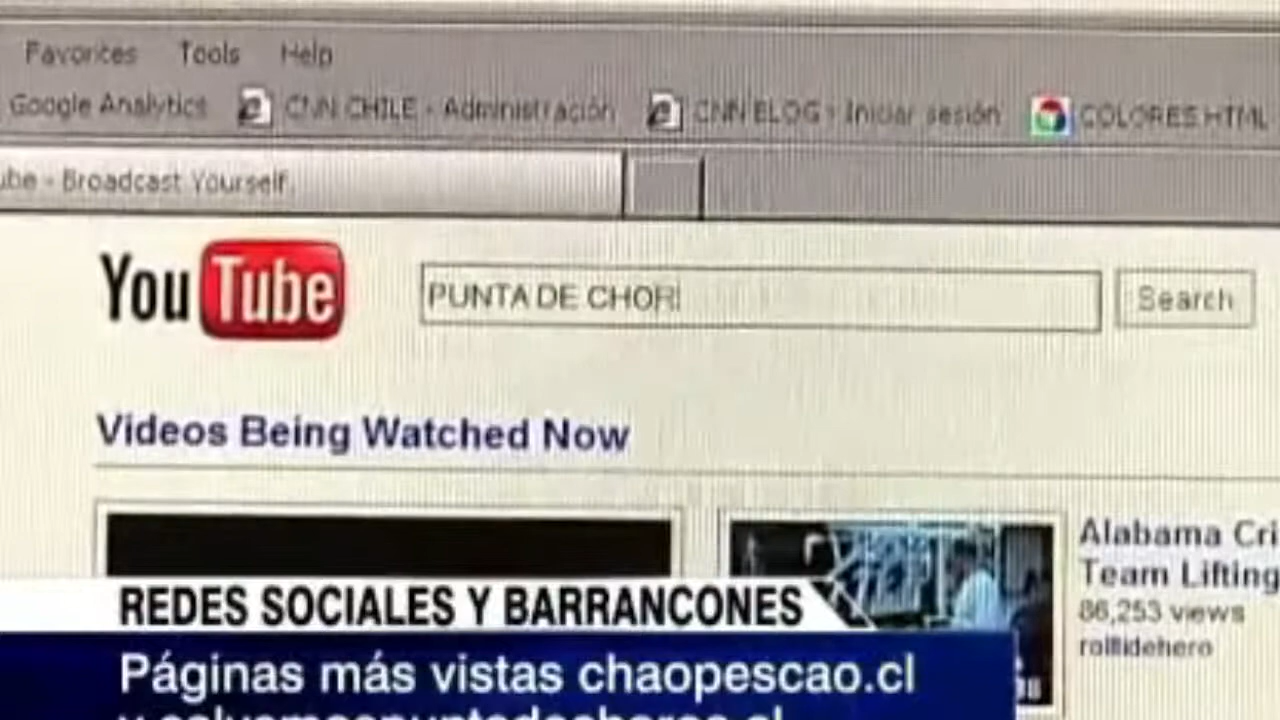 Favorites Tools Help
Google Analytics CNN CHILE - Administración CNN BLOG › Iniciar sesión COLORES HTML
ube - Broadcast Yourself.
YouTube PUNTA DE CHORI Search
Videos Being Watched Now
Alabama Cri
Team Lifting
86,253 views
rollidehero
REDES SOCIALES Y BARRANCONES
Páginas más vistas chaopescao.cl
y salvemospuntadechoros.cl